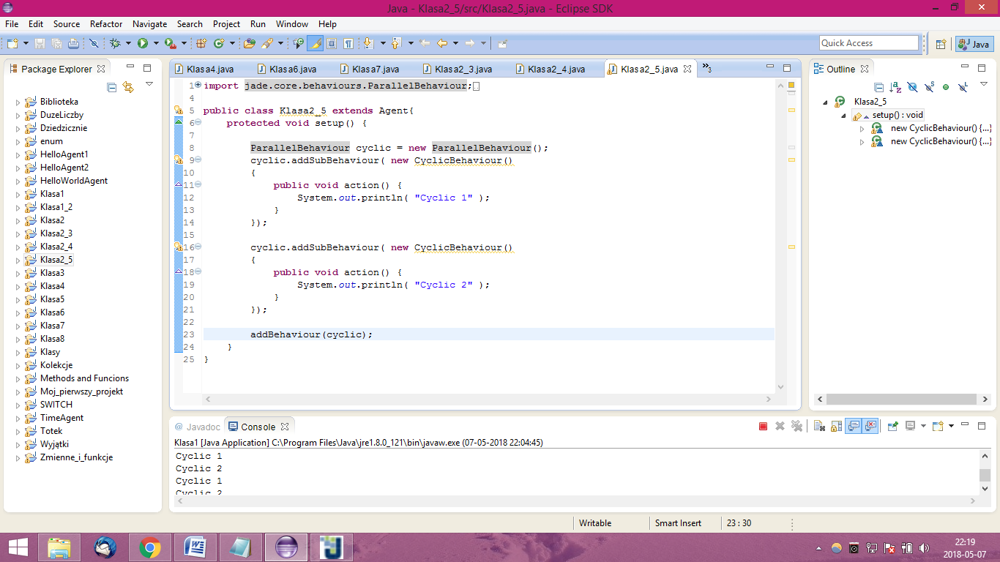 Java - Klasa2_5/src/Klasa2_5.java - Eclipse SDK
File Edit Source Refactor Navigate Search Project Run Window Help
Quick Access
Java
Package Explorer
Biblioteka
DuzeLiczby
Dziedzicznie
enum
HelloAgent1
HelloAgent2
HelloWorldAgent
Klasa1
Klasa1_2
Klasa2
Klasa2_3
Klasa2_4
Klasa2_5
Klasa3
Klasa4
Klasa5
Klasa6
Klasa7
Klasa8
Klasy
Kolekcje
Methods and Funcions
Moj_pierwszy_projekt
SWITCH
TimeAgent
Totek
Wyjątki
Zmienne_i_funkcje
Klasa4.java Klasa6.java Klasa7.java Klasa2_3.java Klasa2_4.java Klasa2_5.java »3
1 import jade.core.behaviours.ParallelBehaviour;
4
5 public class Klasa2_5 extends Agent{
6 protected void setup() {
7
8 ParallelBehaviour cyclic = new ParallelBehaviour();
9 cyclic.addSubBehaviour( new CyclicBehaviour()
10 {
11 public void action() {
12 System.out.println( "Cyclic 1" );
13 }
14 });
15
16 cyclic.addSubBehaviour( new CyclicBehaviour()
17 {
18 public void action() {
19 System.out.println( "Cyclic 2" );
20 }
21 });
22
23 addBehaviour(cyclic);
24 }
25 }
Outline
Klasa2_5
setup() : void
new CyclicBehaviour() {...}
new CyclicBehaviour() {...}
@ Javadoc Console
Klasa1 [Java Application] C:\Program Files\Java\jre1.8.0_121\bin\javaw.exe (07-05-2018 22:04:45)
Cyclic 1
Cyclic 2
Cyclic 1
Cyclic 2
Writable Smart Insert 23 : 30
22:19
2018-05-07